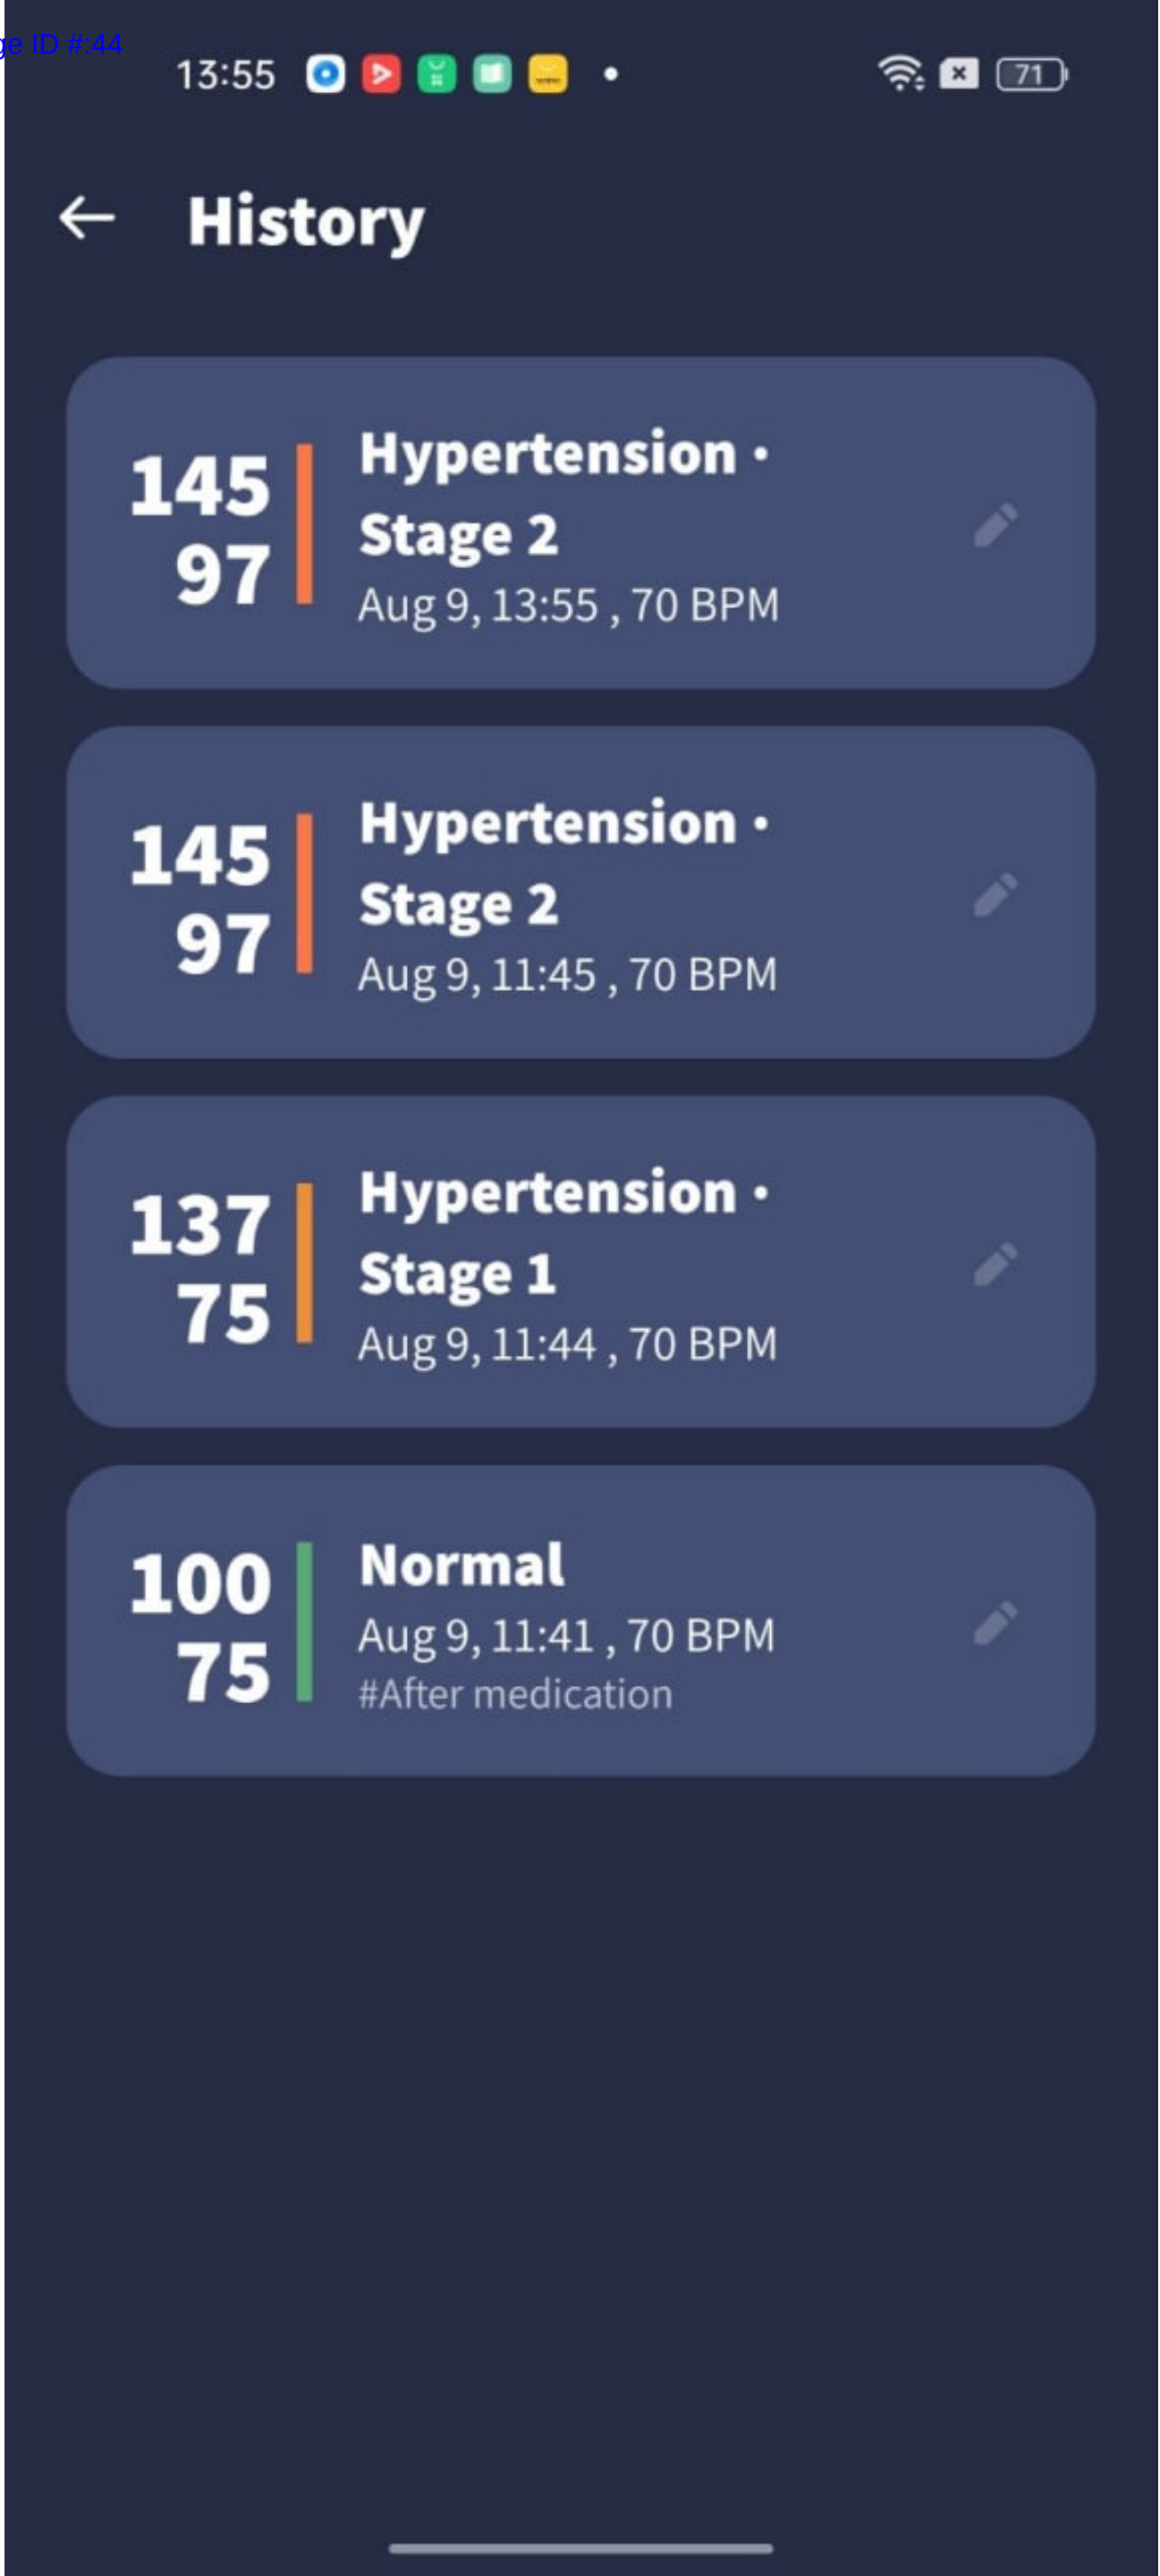 ge ID #:44
13:55
71
History
145
97
Hypertension •
Stage 2
Aug 9, 13:55 , 70 BPM
145
97
Hypertension •
Stage 2
Aug 9, 11:45 , 70 BPM
137
75
Hypertension •
Stage 1
Aug 9, 11:44 , 70 BPM
100
75
Normal
Aug 9, 11:41 , 70 BPM
#After medication